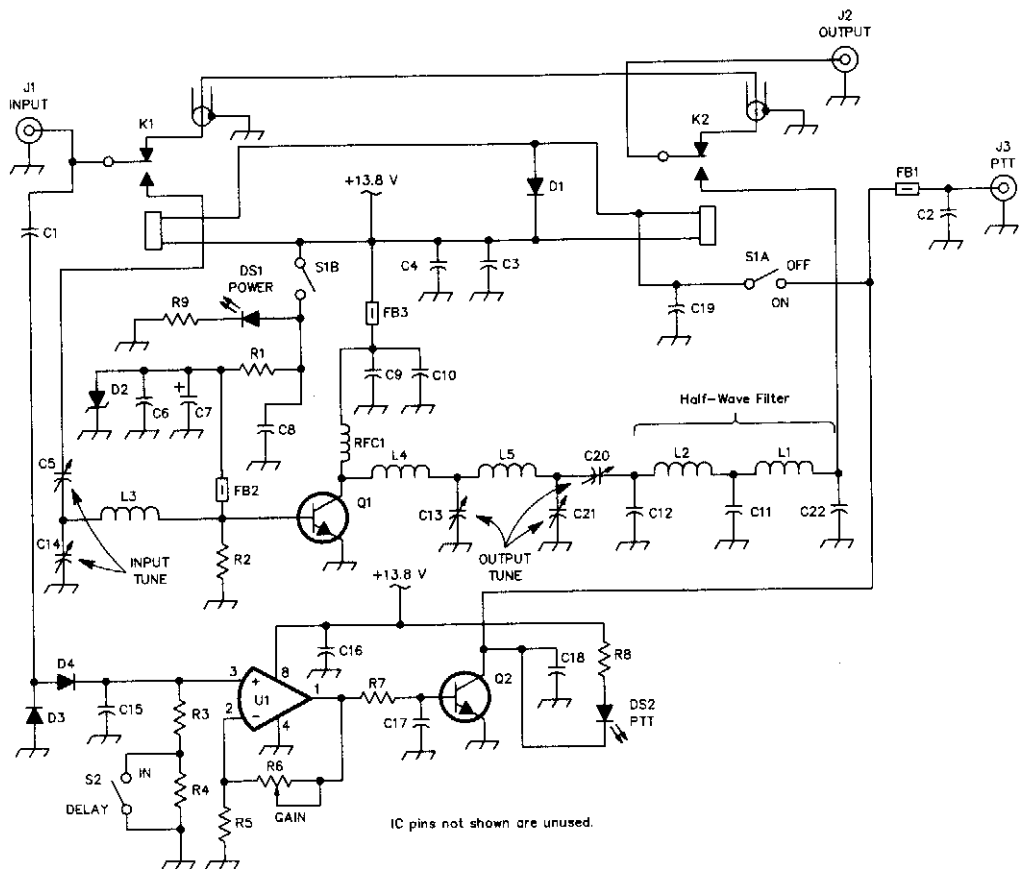 J2
OUTPUT
J1
INPUT
K1
K2
J3
PTT
FB1
+13.8 V
D1
C2
C1
S1B
C4
C3
S1A
OFF
ON
DS1
POWER
R9
FB3
C19
R1
D2
C6
+
C7
C9
C10
C8
Half-Wave Filter
RFC1
C5
L4
L5
C20
L2
L1
FB2
L3
Q1
C13
C21
C12
C11
C22
C14
INPUT
TUNE
R2
OUTPUT
TUNE
+13.8 V
C16
R8
D4
3
+
8
1
R7
Q2
C18
U1
D3
C15
R3
2
−
4
C17
DS2
PTT
S2
IN
R6
DELAY
R4
GAIN
R5
IC pins not shown are unused.